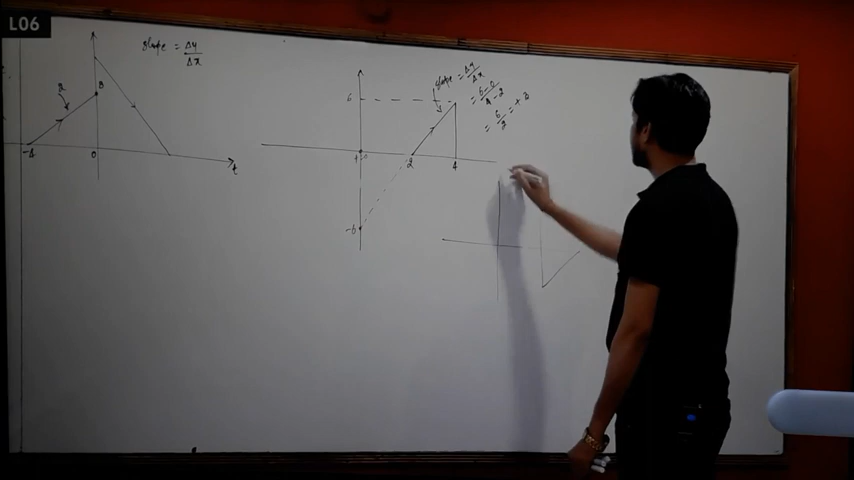 L06
slope = Δy/Δx
8
-4
0
t
slope = Δy/Δx
= 6-0/4-2
= 6/2 = +3
6
2
4
-6